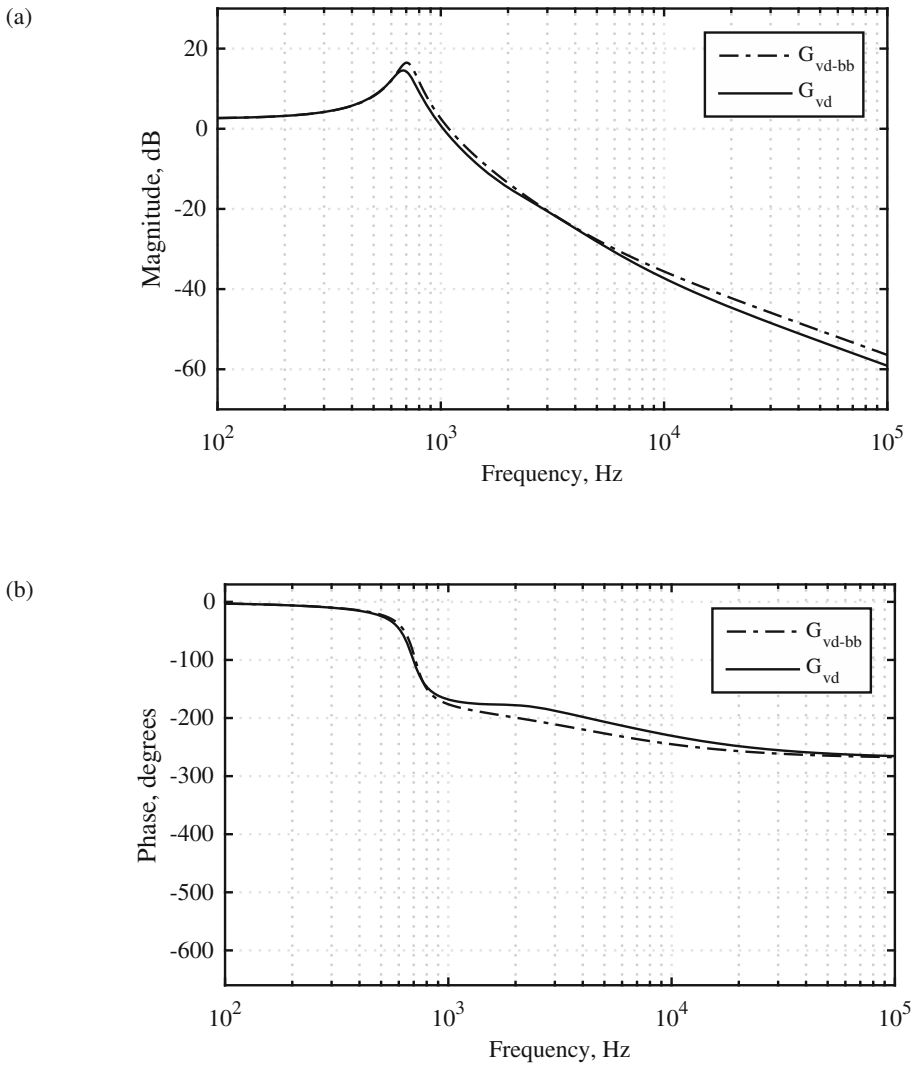 (a)
20
0
-20
-40
-60
Magnitude, dB
G_vd-bb
G_vd
10^2
10^3
10^4
10^5
Frequency, Hz
(b)
0
-100
-200
-300
-400
-500
-600
Phase, degrees
G_vd-bb
G_vd
10^2
10^3
10^4
10^5
Frequency, Hz